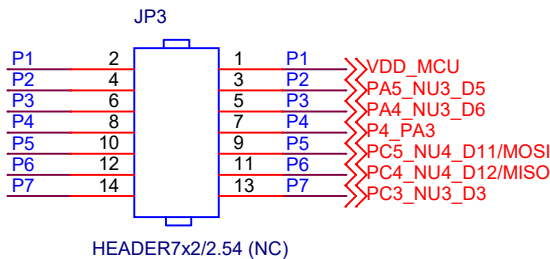 JP3
P1 2 1 P1 VDD_MCU
P2 4 3 P2 PA5_NU3_D5
P3 6 5 P3 PA4_NU3_D6
P4 8 7 P4 P4_PA3
P5 10 9 P5 PC5_NU4_D11/MOSI
P6 12 11 P6 PC4_NU4_D12/MISO
P7 14 13 P7 PC3_NU3_D3
HEADER7x2/2.54 (NC)